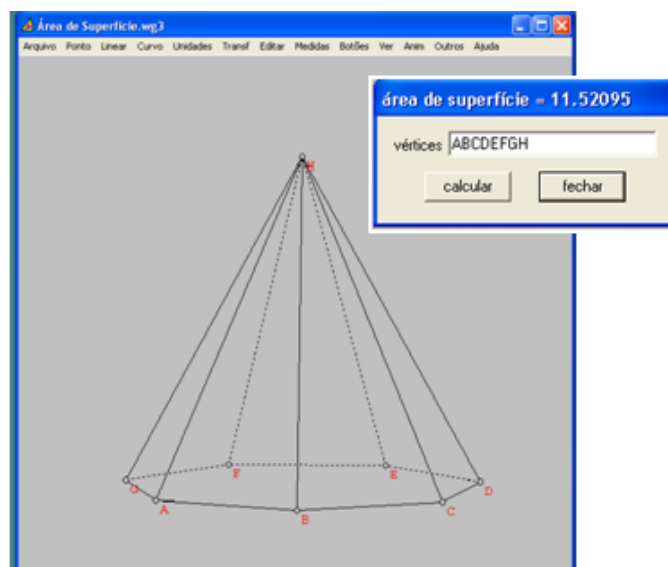 Área de Superfície.wg3
Arquivo Ponto Linear Curvo Unidades Transf Editar Medidas Botões Ver Anim Outros Ajuda
área de superfície = 11.52095
vértices ABCDEFGH
calcular fechar
H
F E
G D
A C
B